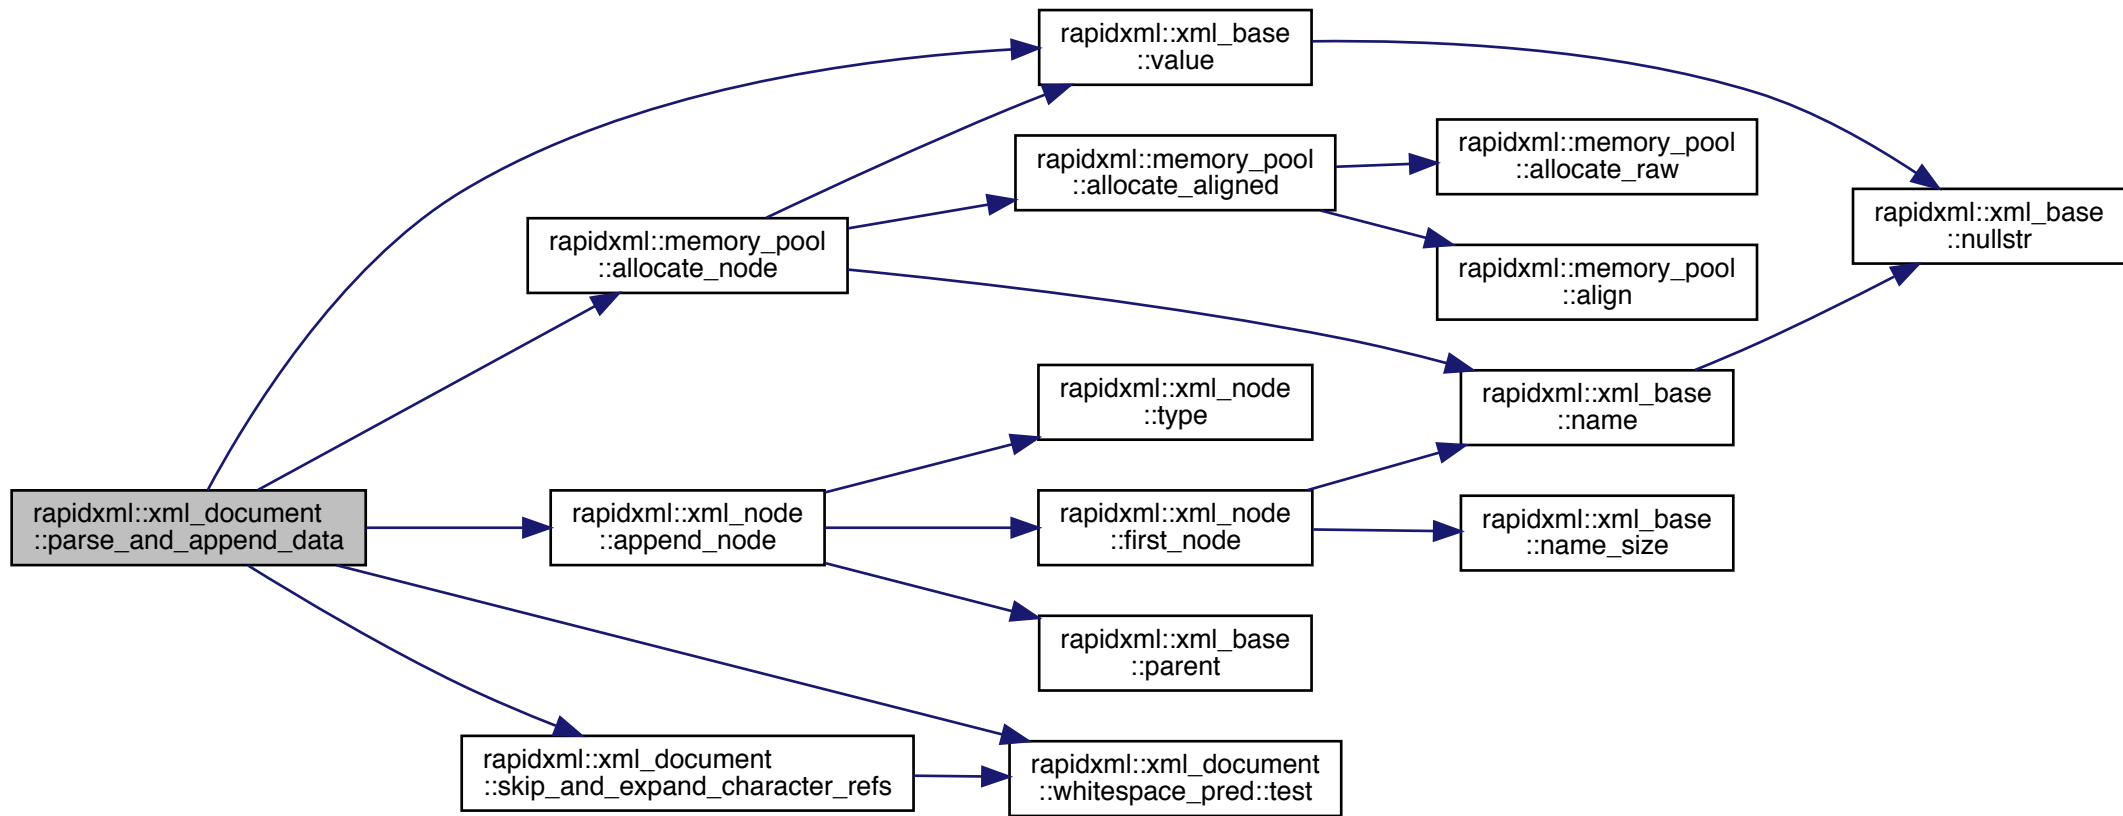 rapidxml::xml_document
::parse_and_append_data
rapidxml::xml_base
::value
rapidxml::memory_pool
::allocate_node
rapidxml::memory_pool
::allocate_aligned
rapidxml::memory_pool
::allocate_raw
rapidxml::memory_pool
::align
rapidxml::xml_base
::nullstr
rapidxml::xml_base
::name
rapidxml::xml_node
::append_node
rapidxml::xml_node
::type
rapidxml::xml_node
::first_node
rapidxml::xml_base
::name_size
rapidxml::xml_base
::parent
rapidxml::xml_document
::skip_and_expand_character_refs
rapidxml::xml_document
::whitespace_pred::test